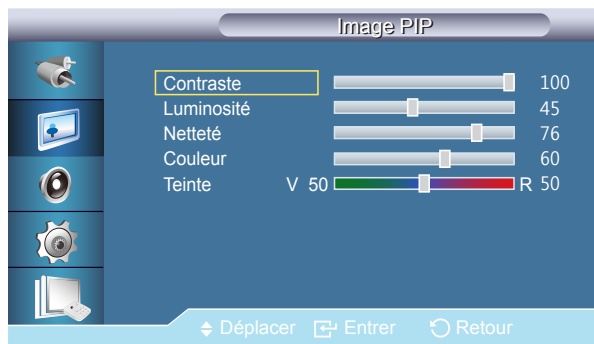 Image PIP
Contraste 100
Luminosité 45
Netteté 76
Couleur 60
Teinte V 50 R 50
Déplacer Entrer Retour